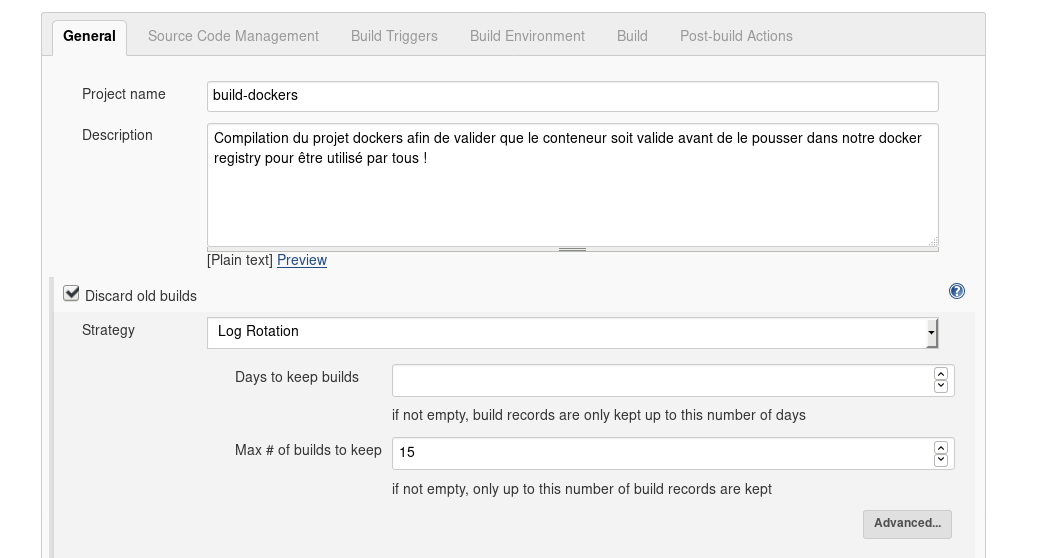 General Source Code Management Build Triggers Build Environment Build Post-build Actions
Project name build-dockers
Description Compilation du projet dockers afin de valider que le conteneur soit valide avant de le pousser dans notre docker
registry pour être utilisé par tous !
[Plain text] Preview
Discard old builds
Strategy Log Rotation
Days to keep builds
if not empty, build records are only kept up to this number of days
Max # of builds to keep 15
if not empty, only up to this number of build records are kept
Advanced...